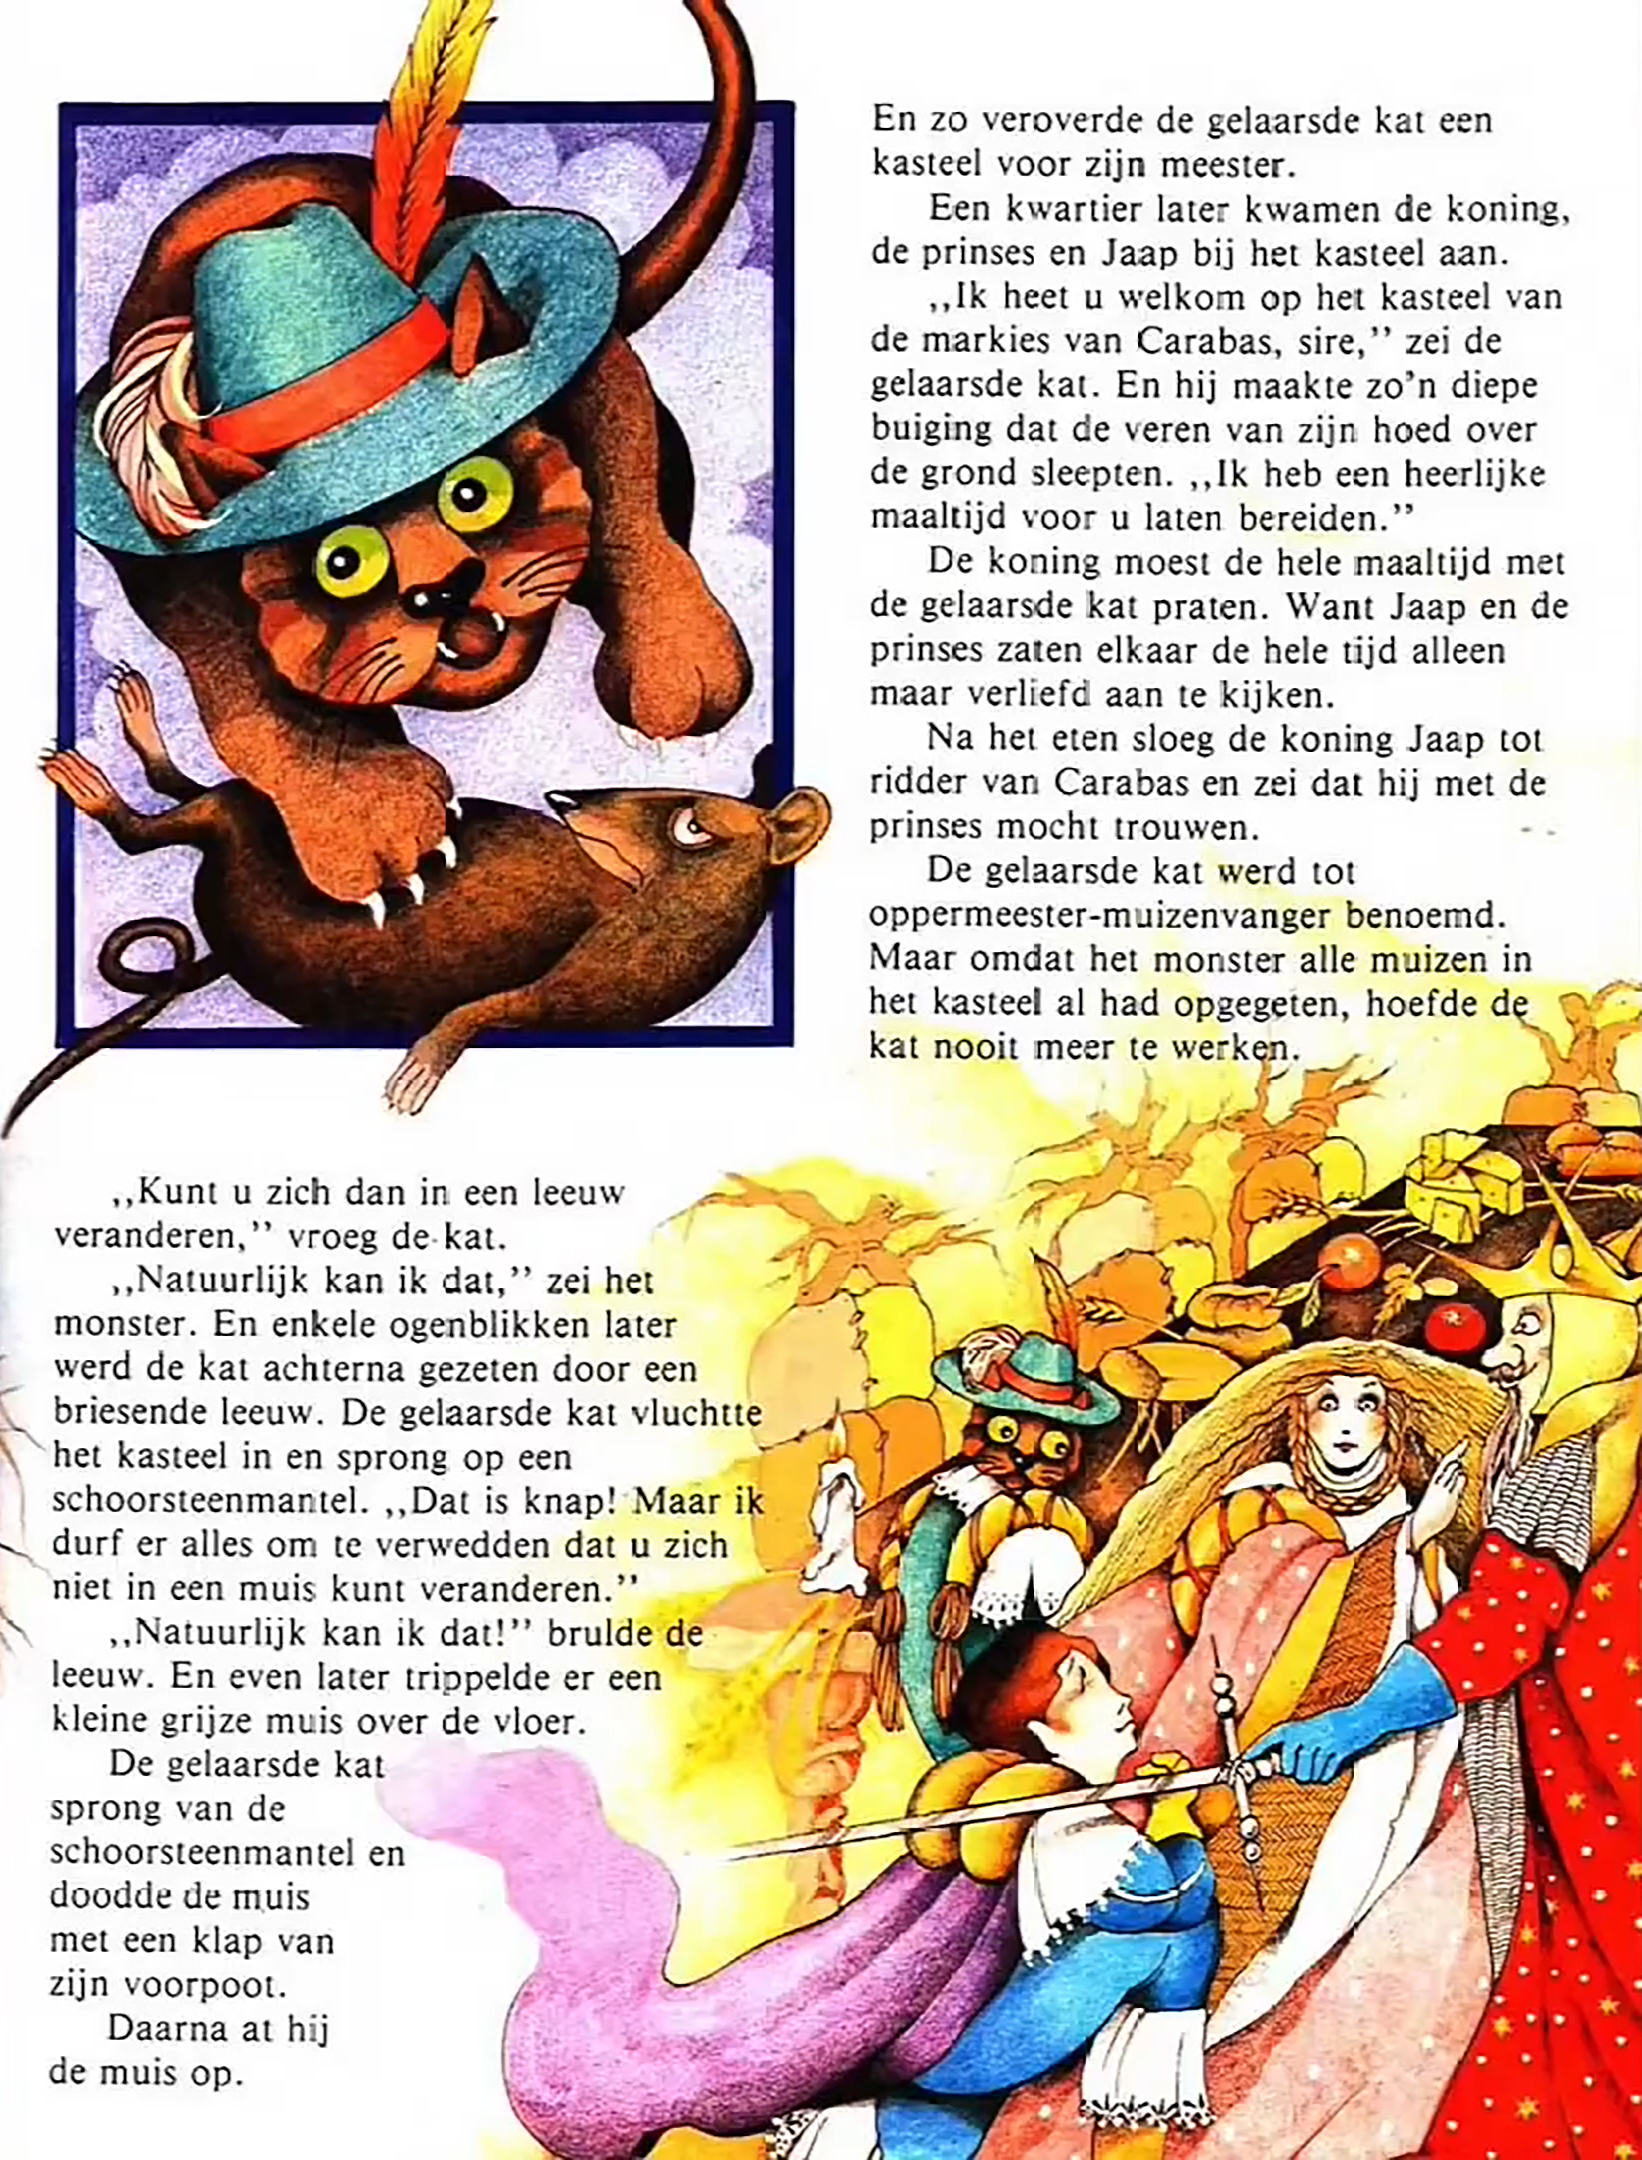 ,,Kunt u zich dan in een leeuw
veranderen,” vroeg de kat.
,,Natuurlijk kan ik dat,” zei het
monster. En enkele ogenblikken later
werd de kat achterna gezeten door een
briesende leeuw. De gelaarsde kat vluchtte
het kasteel in en sprong op een
schoorsteenmantel. ,,Dat is knap! Maar ik
durf er alles om te verwedden dat u zich
niet in een muis kunt veranderen.”
,,Natuurlijk kan ik dat!” brulde de
leeuw. En even later trippelde er een
kleine grijze muis over de vloer.
De gelaarsde kat
sprong van de
schoorsteenmantel en
doodde de muis
met een klap van
zijn voorpoot.
Daarna at hij
de muis op.
En zo veroverde de gelaarsde kat een
kasteel voor zijn meester.
Een kwartier later kwamen de koning,
de prinses en Jaap bij het kasteel aan.
,,Ik heet u welkom op het kasteel van
de markies van Carabas, sire,” zei de
gelaarsde kat. En hij maakte zo’n diepe
buiging dat de veren van zijn hoed over
de grond sleepten. ,,Ik heb een heerlijke
maaltijd voor u laten bereiden.”
De koning moest de hele maaltijd met
de gelaarsde kat praten. Want Jaap en de
prinses zaten elkaar de hele tijd alleen
maar verliefd aan te kijken.
Na het eten sloeg de koning Jaap tot
ridder van Carabas en zei dat hij met de
prinses mocht trouwen.
De gelaarsde kat werd tot
oppermeester-muizenvanger benoemd.
Maar omdat het monster alle muizen in
het kasteel al had opgegeten, hoefde de
kat nooit meer te werken.